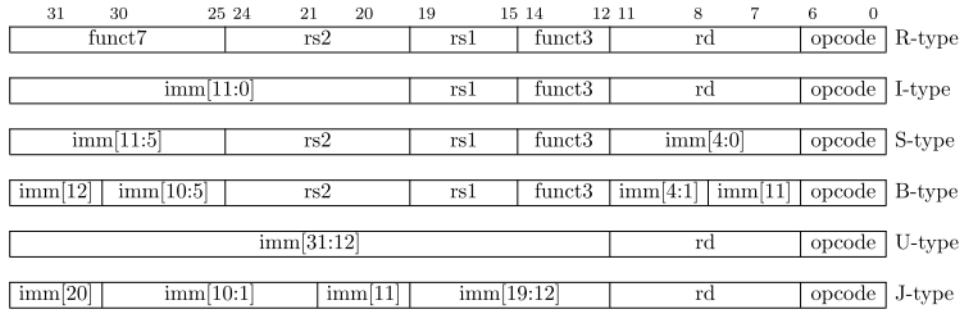 31 30 25 24 21 20 19 15 14 12 11 8 7 6 0
funct7 rs2 rs1 funct3 rd opcode R-type
imm[11:0] rs1 funct3 rd opcode I-type
imm[11:5] rs2 rs1 funct3 imm[4:0] opcode S-type
imm[12] imm[10:5] rs2 rs1 funct3 imm[4:1] imm[11] opcode B-type
imm[31:12] rd opcode U-type
imm[20] imm[10:1] imm[11] imm[19:12] rd opcode J-type